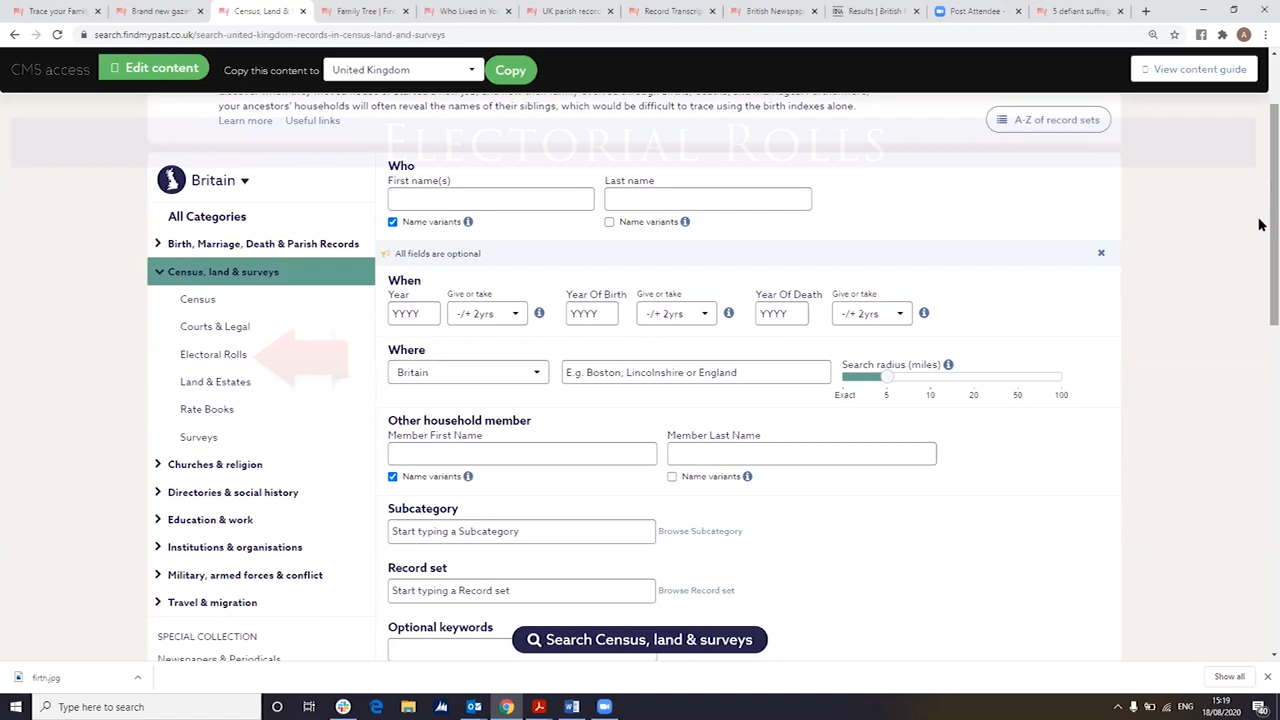 Trace your Famil
Brand new gazet
Census, Land &
Family Tree | Fin
Who Lived in Yo
UK parish record
Record Transcrip
British Newspap
Results | British
Post Attendee -
5 defiant suffrag
search.findmypast.co.uk/search-united-kingdom-records-in-census-land-and-surveys
A
CMS access
Edit content
Copy this content to
United Kingdom
Copy
View content guide
your ancestors' households will often reveal the names of their siblings, which would be difficult to trace using the birth indexes alone.
Learn more
Useful links
A-Z of record sets
Electorial Rolls
Britain
All Categories
Birth, Marriage, Death & Parish Records
Census, land & surveys
Census
Courts & Legal
Electoral Rolls
Land & Estates
Rate Books
Surveys
Churches & religion
Directories & social history
Education & work
Institutions & organisations
Military, armed forces & conflict
Travel & migration
SPECIAL COLLECTION
Newspapers & Periodicals
Who
First name(s)
Last name
Name variants
Name variants
All fields are optional
When
Year
Give or take
Year Of Birth
Give or take
Year Of Death
Give or take
YYYY
-/+ 2yrs
YYYY
-/+ 2yrs
YYYY
-/+ 2yrs
Where
Britain
E.g. Boston, Lincolnshire or England
Search radius (miles)
Exact 5 10 20 50 100
Other household member
Member First Name
Member Last Name
Name variants
Name variants
Subcategory
Start typing a Subcategory
Browse Subcategory
Record set
Start typing a Record set
Browse Record set
Optional keywords
Search Census, land & surveys
firth.jpg
Show all
Type here to search
ENG
15:19
18/08/2020
40